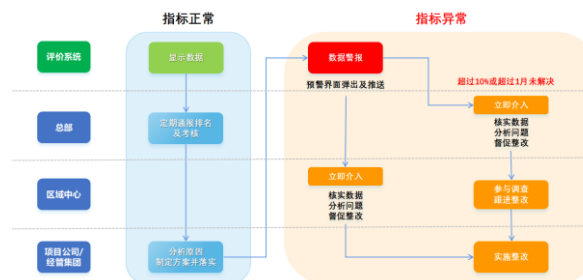 指标正常
指标异常
评价系统
显示数据
数据警报
预警界面弹出及推送
超过10%或超过1月未解决
总部
定期通报排名
及考核
立即介入
核实数据
分析问题
督促整改
区域中心
立即介入
核实数据
分析问题
督促整改
参与调查
跟进整改
项目公司/
经营集团
分析原因
制定方案并落实
实施整改